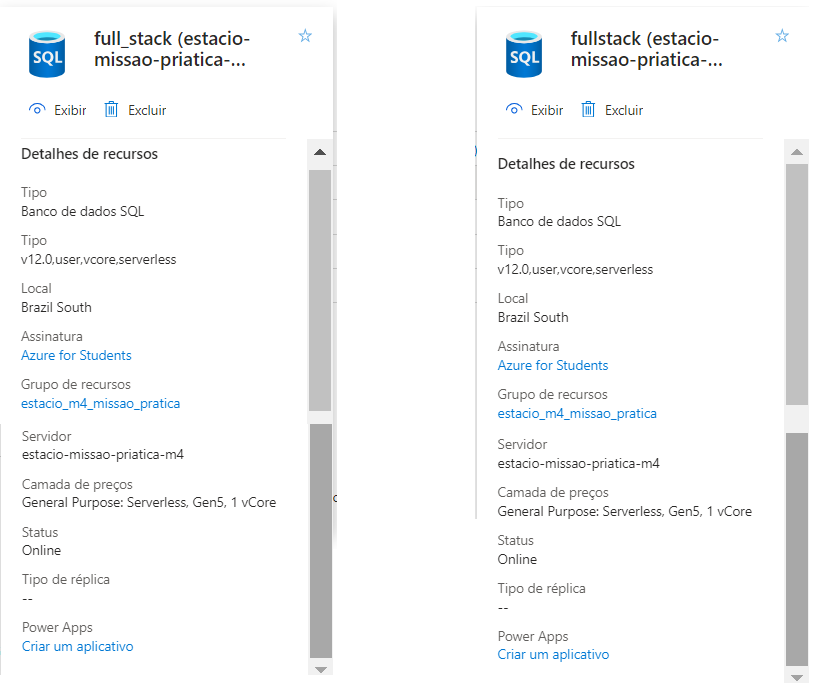 SQL
full_stack (estacio-
missao-priatica-...
Exibir Excluir
Detalhes de recursos
Tipo
Banco de dados SQL
Tipo
v12.0,user,vcore,serverless
Local
Brazil South
Assinatura
Azure for Students
Grupo de recursos
estacio_m4_missao_pratica
Servidor
estacio-missao-priatica-m4
Camada de preços
General Purpose: Serverless, Gen5, 1 vCore
Status
Online
Tipo de réplica
--
Power Apps
Criar um aplicativo
SQL
fullstack (estacio-
missao-priatica-...
Exibir Excluir
Detalhes de recursos
Tipo
Banco de dados SQL
Tipo
v12.0,user,vcore,serverless
Local
Brazil South
Assinatura
Azure for Students
Grupo de recursos
estacio_m4_missao_pratica
Servidor
estacio-missao-priatica-m4
Camada de preços
General Purpose: Serverless, Gen5, 1 vCore
Status
Online
Tipo de réplica
--
Power Apps
Criar um aplicativo